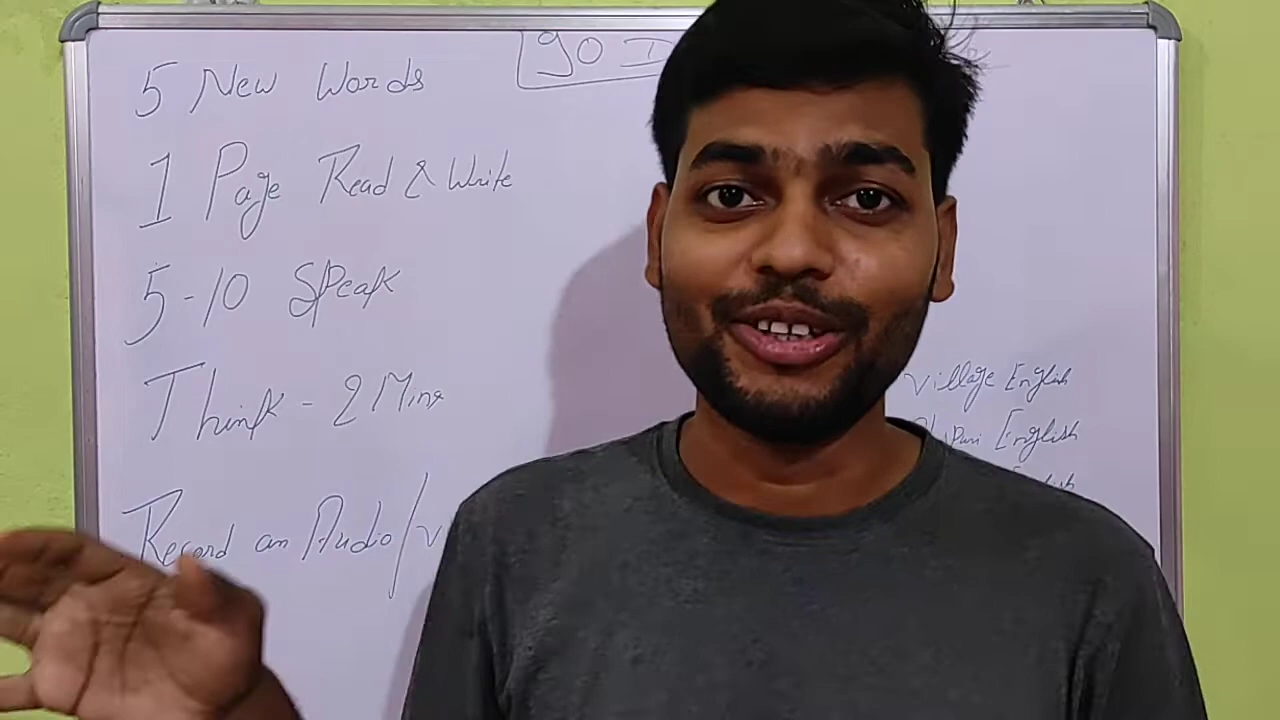 90
5 New Words
1 Page Read & Write
5-10 Speak
Think - 2 Mins
Record an Audio/
Village English
English